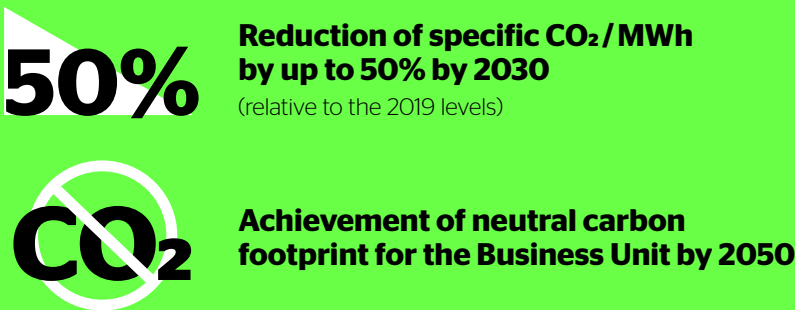 50%
Reduction of specific CO₂/MWh
by up to 50% by 2030
(relative to the 2019 levels)
CO₂
Achievement of neutral carbon
footprint for the Business Unit by 2050